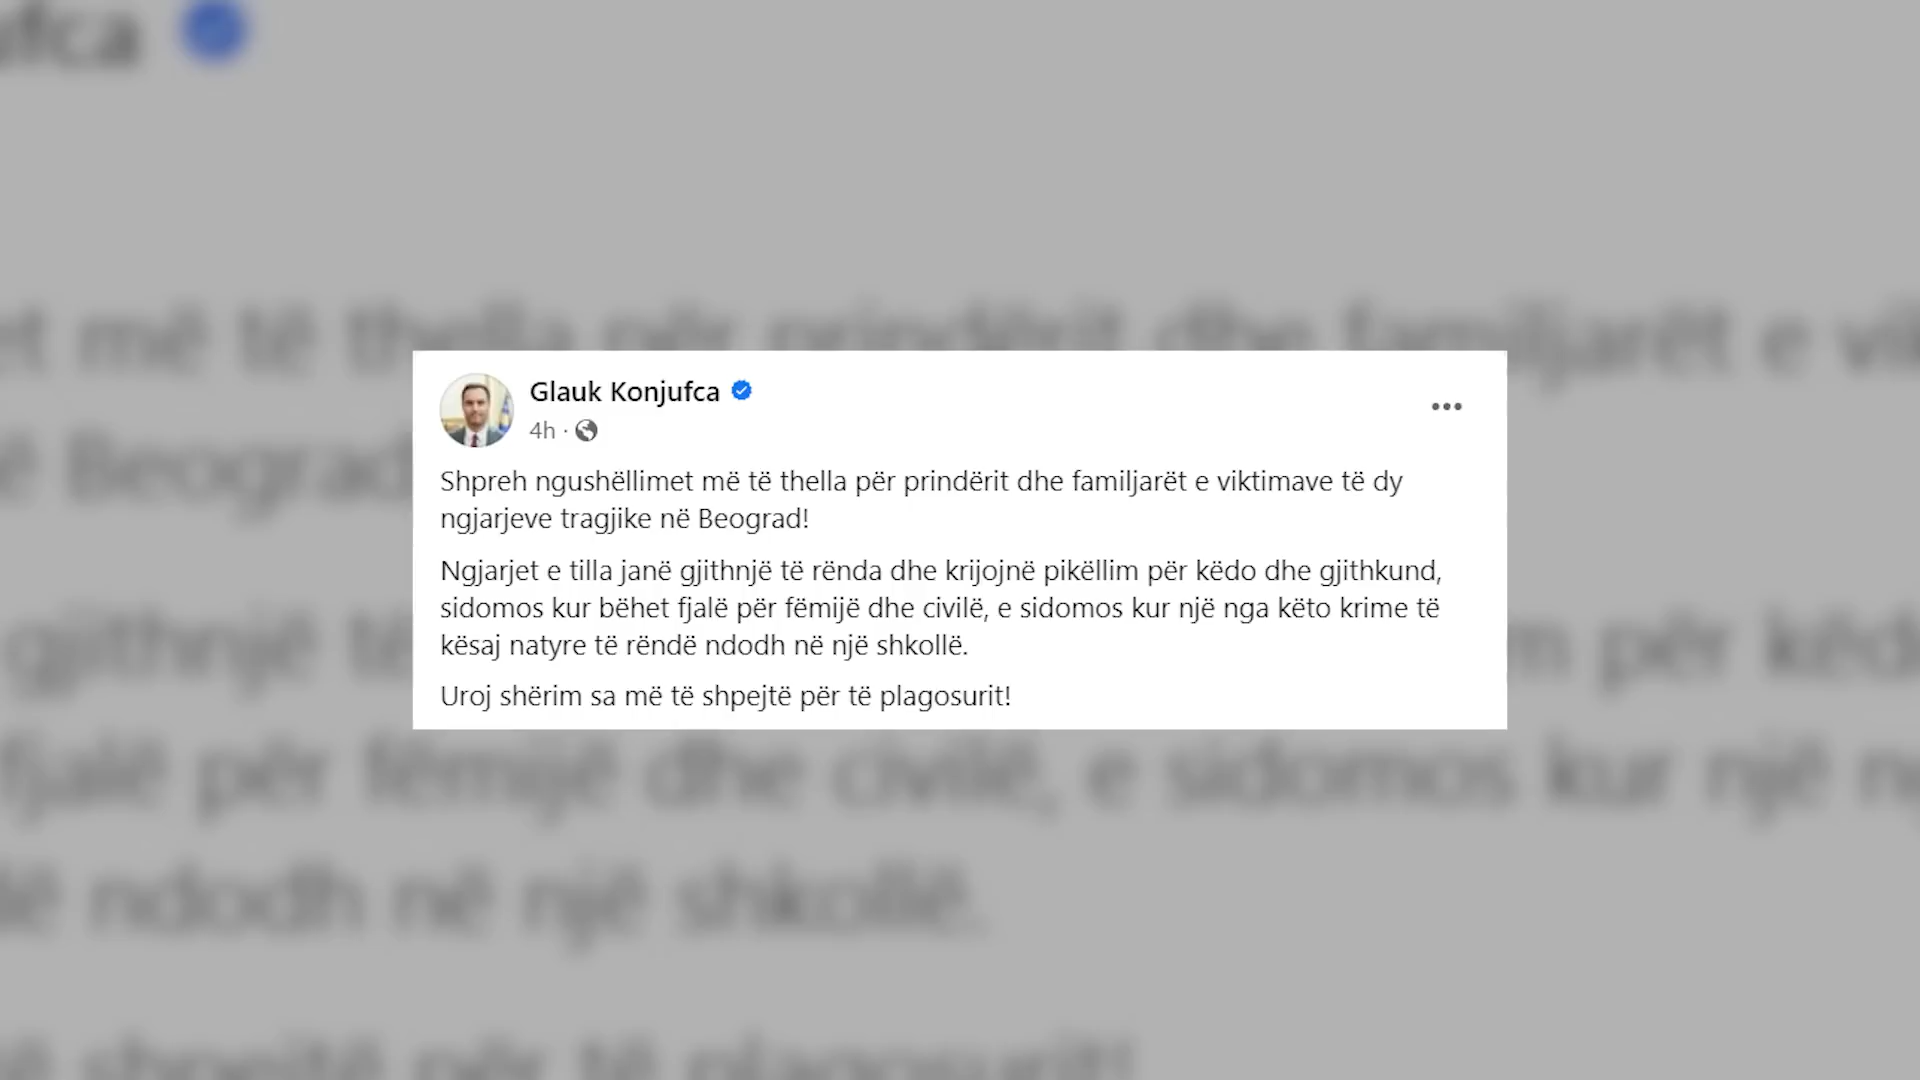 Glauk Konjufca
4h ·
Shpreh ngushëllimet më të thella për prindërit dhe familjarët e viktimave të dy
ngjarjeve tragjike në Beograd!
Ngjarjet e tilla janë gjithnjë të rënda dhe krijojnë pikëllim për këdo dhe gjithkund,
sidomos kur bëhet fjalë për fëmijë dhe civilë, e sidomos kur një nga këto krime të
kësaj natyre të rëndë ndodh në një shkollë.
Uroj shërim sa më të shpejtë për të plagosurit!